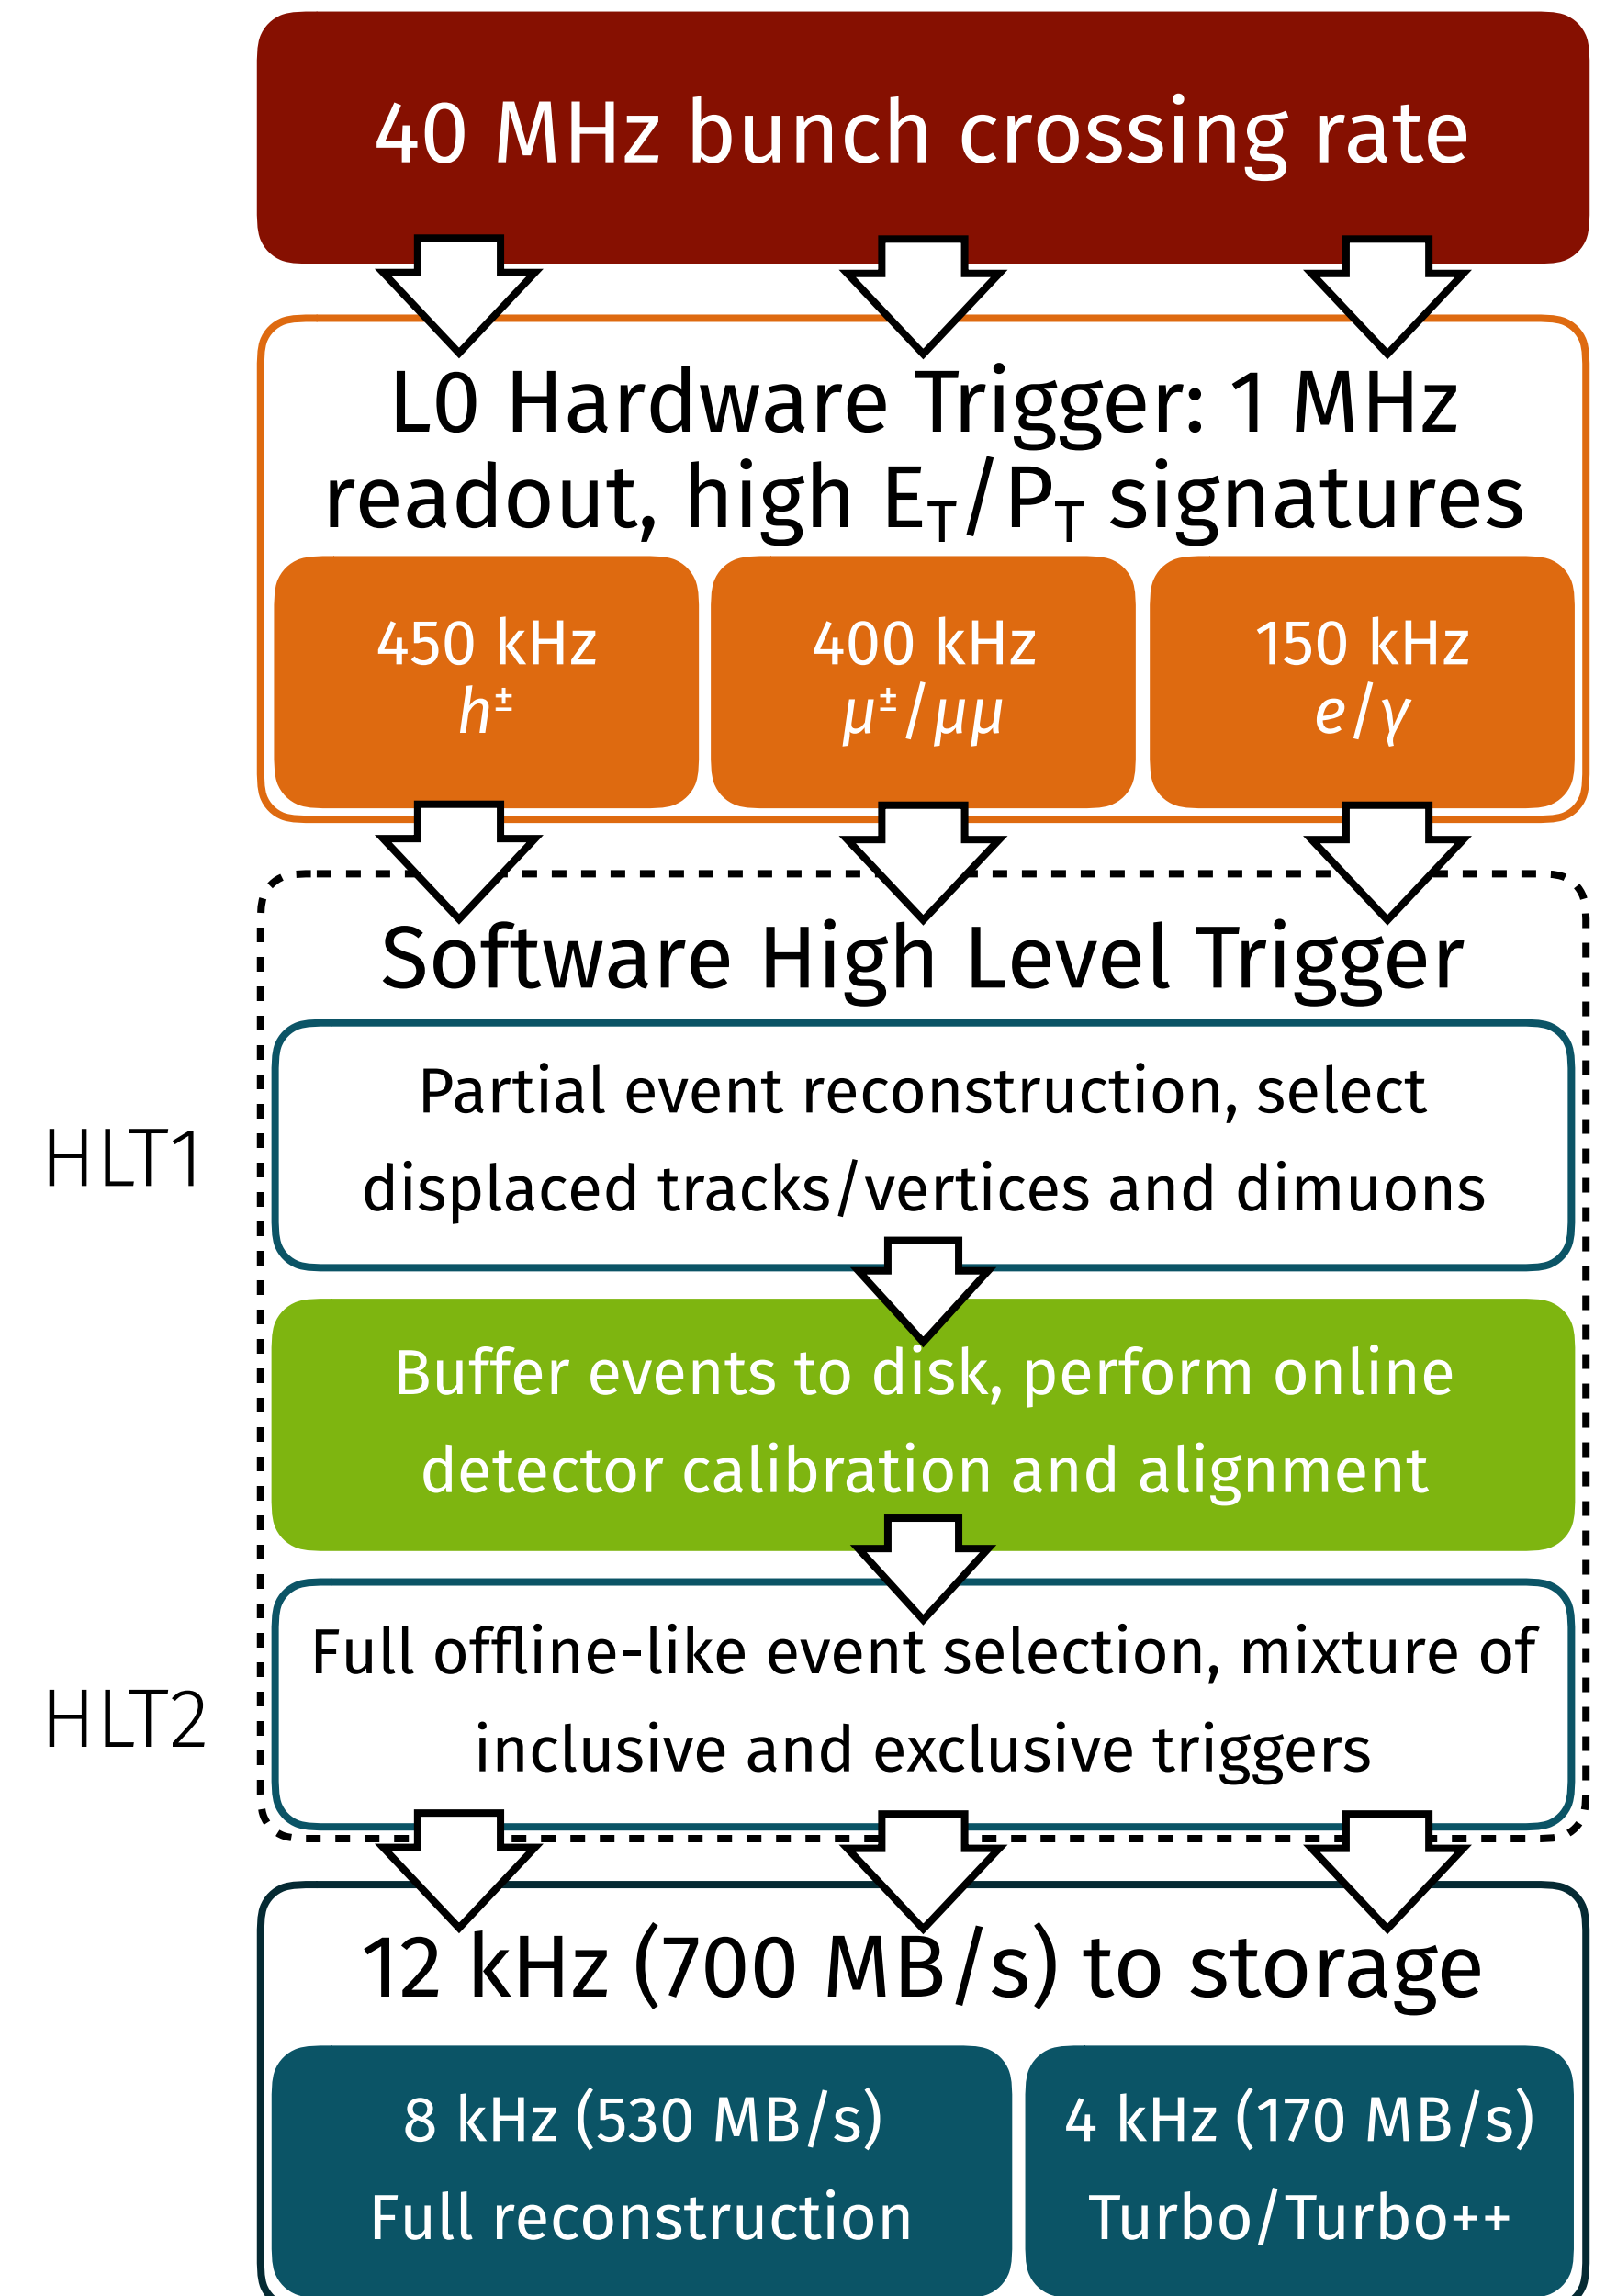 40 MHz bunch crossing rate
L0 Hardware Trigger: 1 MHz
readout, high E_T/P_T signatures
450 kHz
h±
400 kHz
μ±/μμ
150 kHz
e/γ
Software High Level Trigger
HLT1
Partial event reconstruction, select
displaced tracks/vertices and dimuons
Buffer events to disk, perform online
detector calibration and alignment
HLT2
Full offline-like event selection, mixture of
inclusive and exclusive triggers
12 kHz (700 MB/s) to storage
8 kHz (530 MB/s)
Full reconstruction
4 kHz (170 MB/s)
Turbo/Turbo++